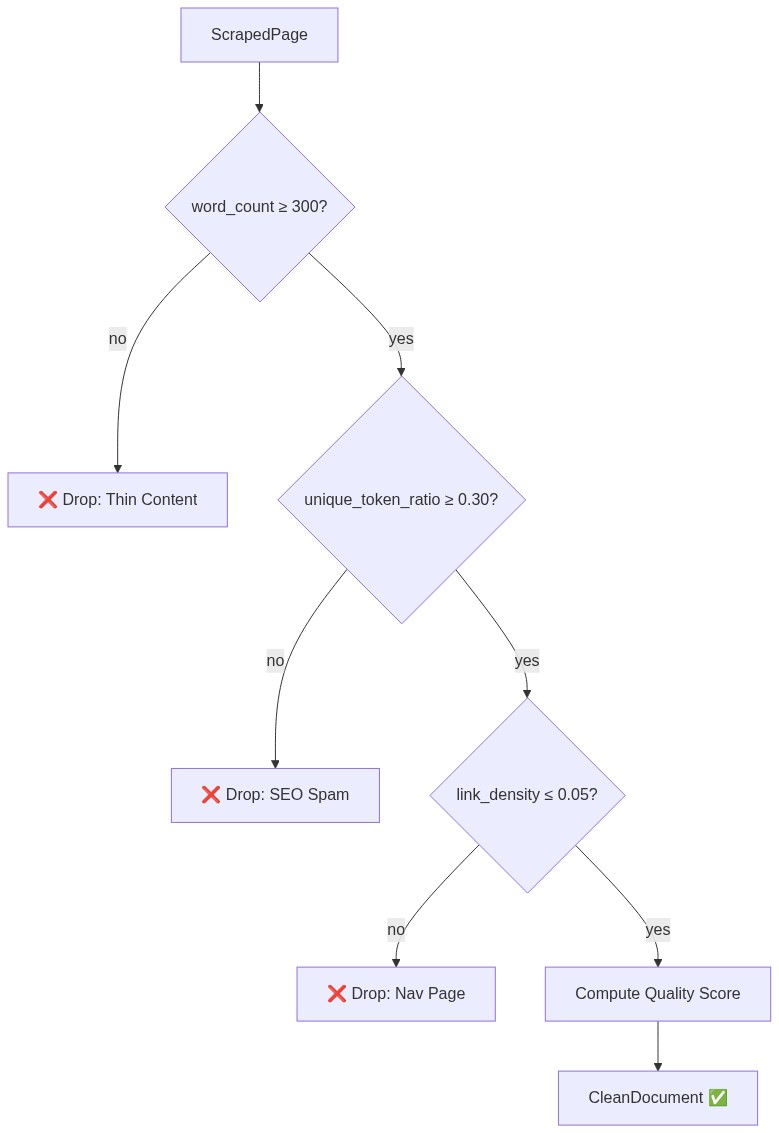 ScrapedPage
word_count ≥ 300?
no
yes
❌ Drop: Thin Content
unique_token_ratio ≥ 0.30?
no
yes
❌ Drop: SEO Spam
link_density ≤ 0.05?
no
yes
❌ Drop: Nav Page
Compute Quality Score
CleanDocument ✅